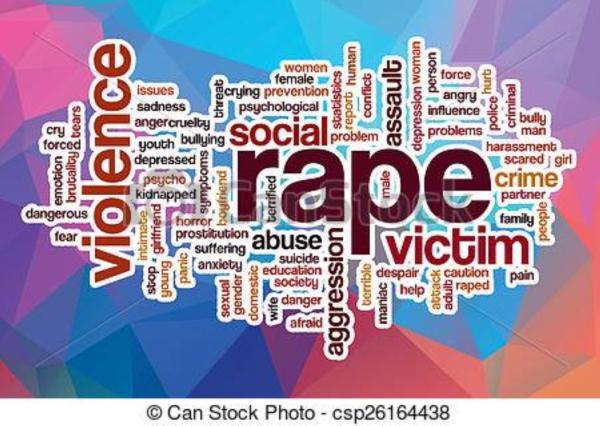 violence
rape
victim
social
abuse
assault
aggression
crime
issues
sadness
anger
cruelty
bullying
youth
depressed
psycho
kidnapped
symptoms
cry
forced
tears
emotion
brutality
dangerous
fear
intimate
girlfriend
boyfriend
horror
prostitution
suffering
anxiety
panic
stop
young
threat
women
female
crying
prevention
psychological
statistics
report
human
conflict
problem
terrified
male
suicide
education
society
sexual
gender
domestic
wife
danger
afraid
depression
woman
person
force
angry
influence
problems
hurt
police
criminal
bully
man
harassment
scared
girl
partner
family
people
terrible
maniac
despair
help
attack
caution
raped
pain
© Can Stock Photo - csp26164438